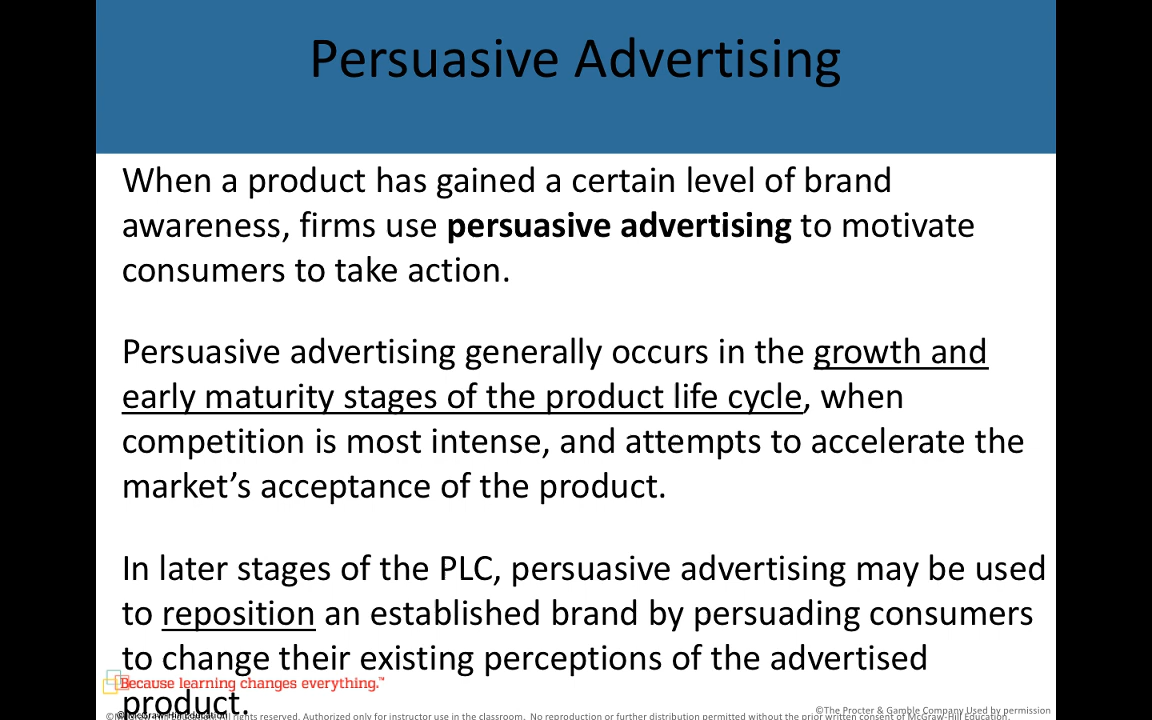 Persuasive Advertising
When a product has gained a certain level of brand
awareness, firms use persuasive advertising to motivate
consumers to take action.
Persuasive advertising generally occurs in the growth and
early maturity stages of the product life cycle, when
competition is most intense, and attempts to accelerate the
market’s acceptance of the product.
In later stages of the PLC, persuasive advertising may be used
to reposition an established brand by persuading consumers
to change their existing perceptions of the advertised
product.
Because learning changes everything.™
©The Procter & Gamble Company Used by permission
©McGraw-Hill Education
All rights reserved. Authorized only for instructor use in the classroom. No reproduction or further distribution permitted without the prior written consent of McGraw-Hill Education.